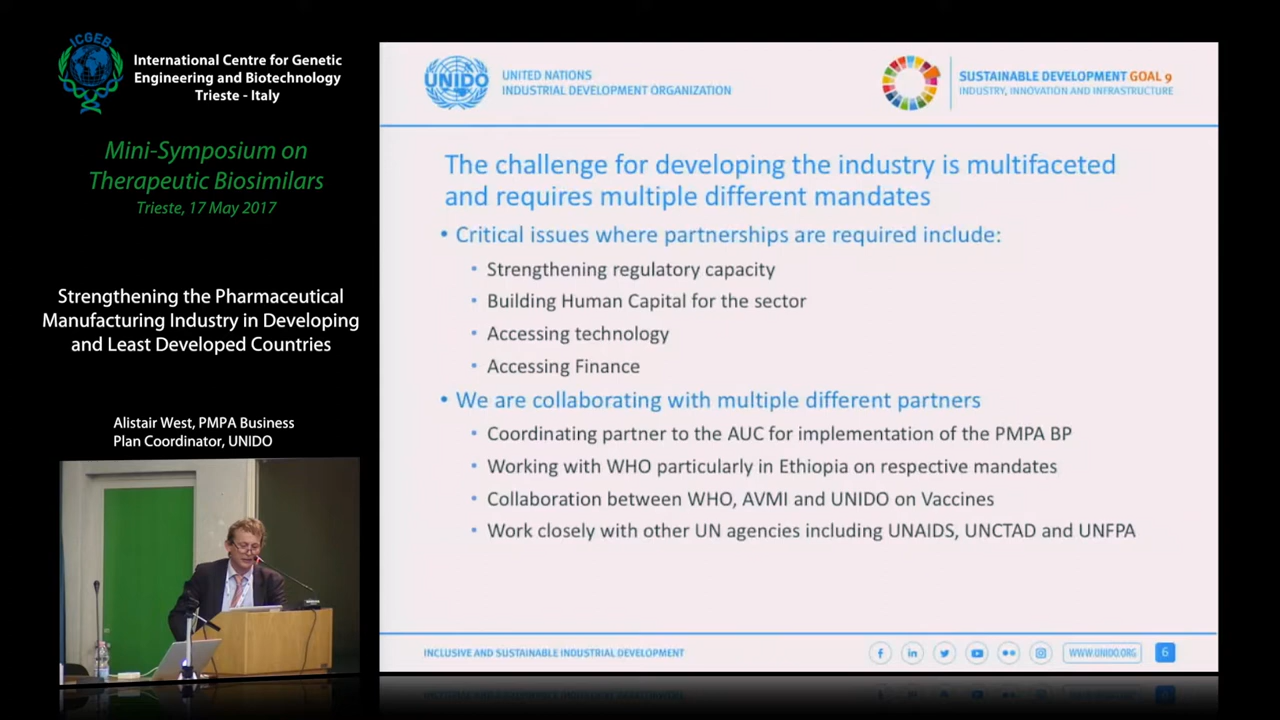 ICGEB
International Centre for Genetic
Engineering and Biotechnology
Trieste - Italy
Mini-Symposium on
Therapeutic Biosimilars
Trieste, 17 May 2017
Strengthening the Pharmaceutical
Manufacturing Industry in Developing
and Least Developed Countries
Alistair West, PMPA Business
Plan Coordinator, UNIDO
UNIDO
UNITED NATIONS
INDUSTRIAL DEVELOPMENT ORGANIZATION
SUSTAINABLE DEVELOPMENT GOAL 9
INDUSTRY, INNOVATION AND INFRASTRUCTURE
The challenge for developing the industry is multifaceted
and requires multiple different mandates
• Critical issues where partnerships are required include:
• Strengthening regulatory capacity
• Building Human Capital for the sector
• Accessing technology
• Accessing Finance
• We are collaborating with multiple different partners
• Coordinating partner to the AUC for implementation of the PMPA BP
• Working with WHO particularly in Ethiopia on respective mandates
• Collaboration between WHO, AVMI and UNIDO on Vaccines
• Work closely with other UN agencies including UNAIDS, UNCTAD and UNFPA
INCLUSIVE AND SUSTAINABLE INDUSTRIAL DEVELOPMENT
WWW.UNIDO.ORG
6